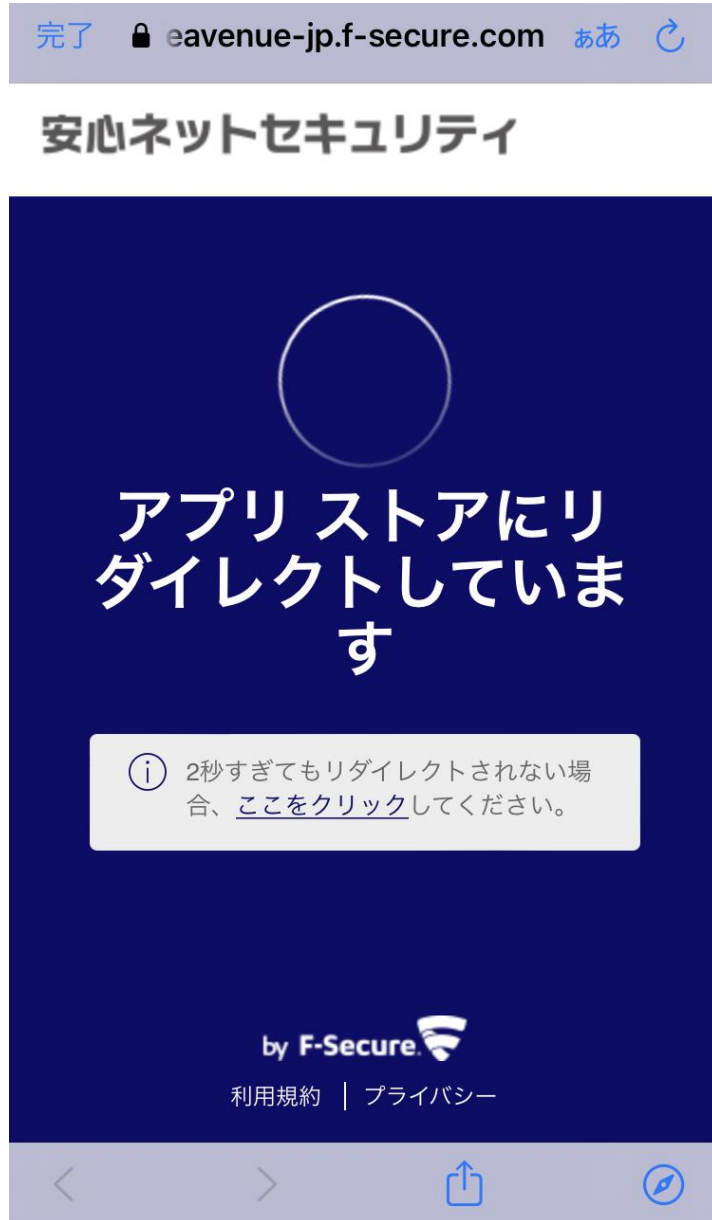 完了 eavenue-jp.f-secure.com ぁあ
安心ネットセキュリティ
アプリ ストアにリ
ダイレクトしていま
す
2秒すぎてもリダイレクトされない場
合、ここをクリックしてください。
by F-Secure.
利用規約 | プライバシー